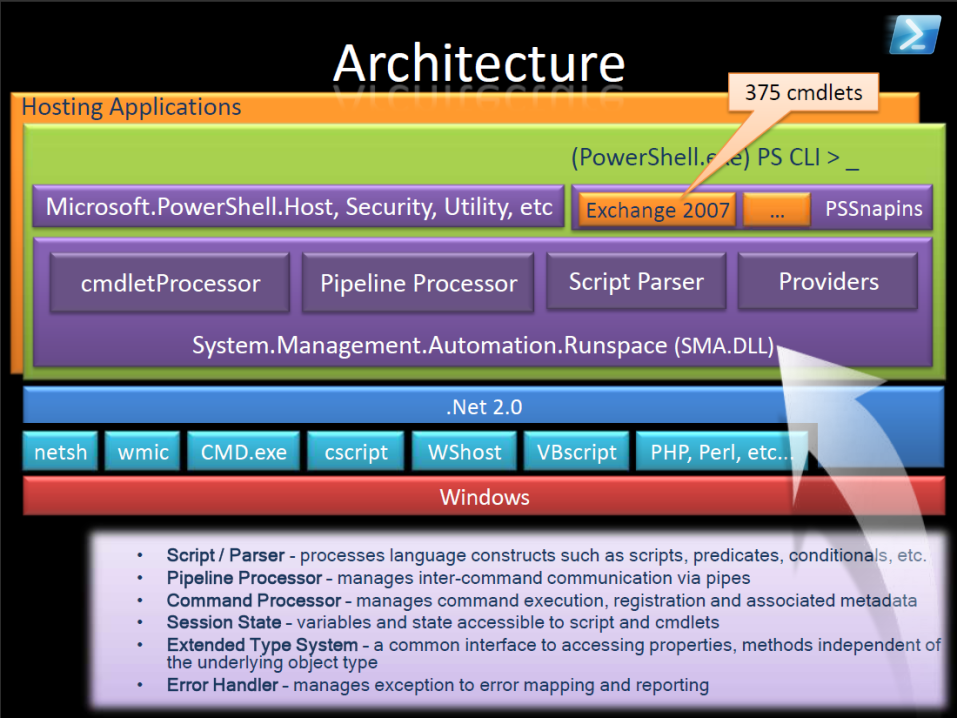 Architecture
Hosting Applications
375 cmdlets
(PowerShell.exe) PS CLI > _
Microsoft.PowerShell.Host, Security, Utility, etc
Exchange 2007
...
PSSnapins
cmdletProcessor
Pipeline Processor
Script Parser
Providers
System.Management.Automation.Runspace (SMA.DLL)
.Net 2.0
netsh
wmic
CMD.exe
cscript
WShost
VBscript
PHP, Perl, etc...
Windows
• Script / Parser - processes language constructs such as scripts, predicates, conditionals, etc.
• Pipeline Processor - manages inter-command communication via pipes
• Command Processor - manages command execution, registration and associated metadata
• Session State - variables and state accessible to script and cmdlets
• Extended Type System - a common interface to accessing properties, methods independent of
the underlying object type
• Error Handler - manages exception to error mapping and reporting